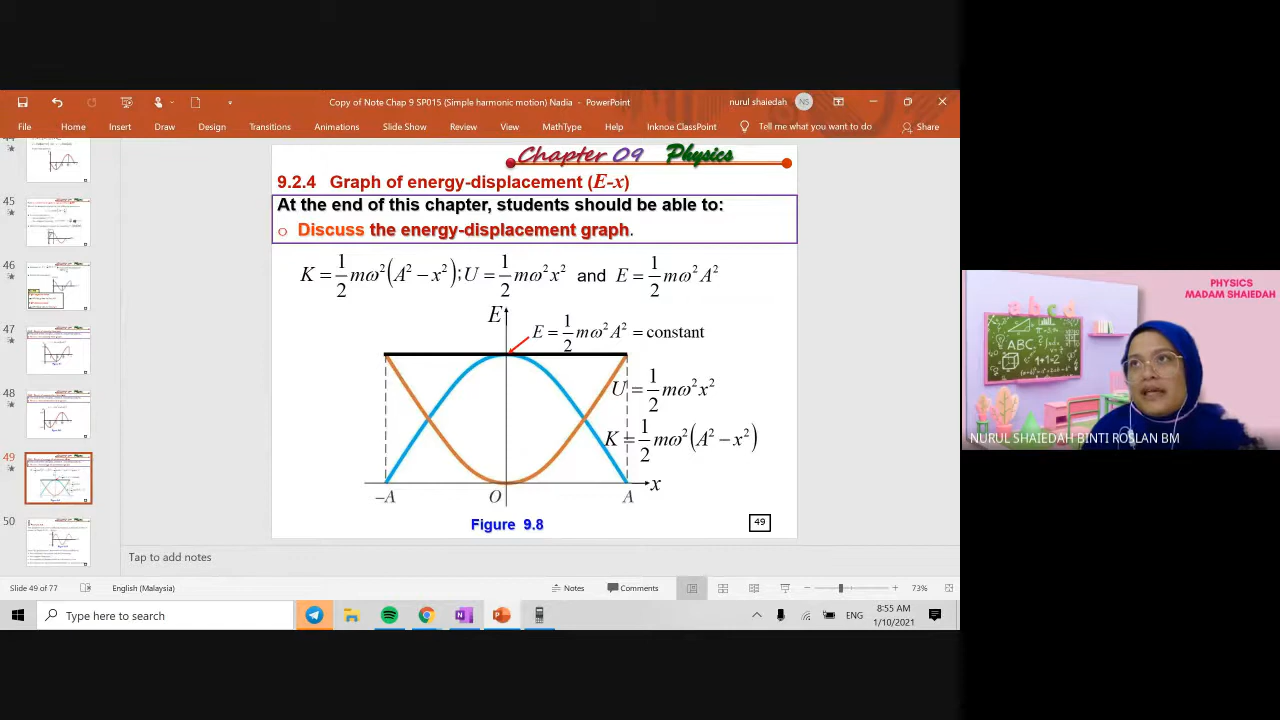 Copy of Note Chap 9 SP015 (Simple harmonic motion) Nadia - PowerPoint
nurul shaiedah
NS
File Home Insert Draw Design Transitions Animations Slide Show Review View MathType Help Inknoe ClassPoint Tell me what you want to do Share
Chapter 09 Physics
9.2.4 Graph of energy-displacement (E-x)
At the end of this chapter, students should be able to:
o Discuss the energy-displacement graph.
K = 1/2 mω²(A² − x²); U = 1/2 mω²x² and E = 1/2 mω²A²
E
E = 1/2 mω²A² = constant
U = 1/2 mω²x²
K = 1/2 mω²(A² − x²)
−A O A x
Figure 9.8
49
45
46
47
48
49
50
Tap to add notes
Slide 49 of 77 English (Malaysia) Notes Comments 73%
Type here to search
ENG
8:55 AM
1/10/2021
PHYSICS
MADAM SHAIEDAH
ABC
NURUL SHAIEDAH BINTI ROSLAN BM